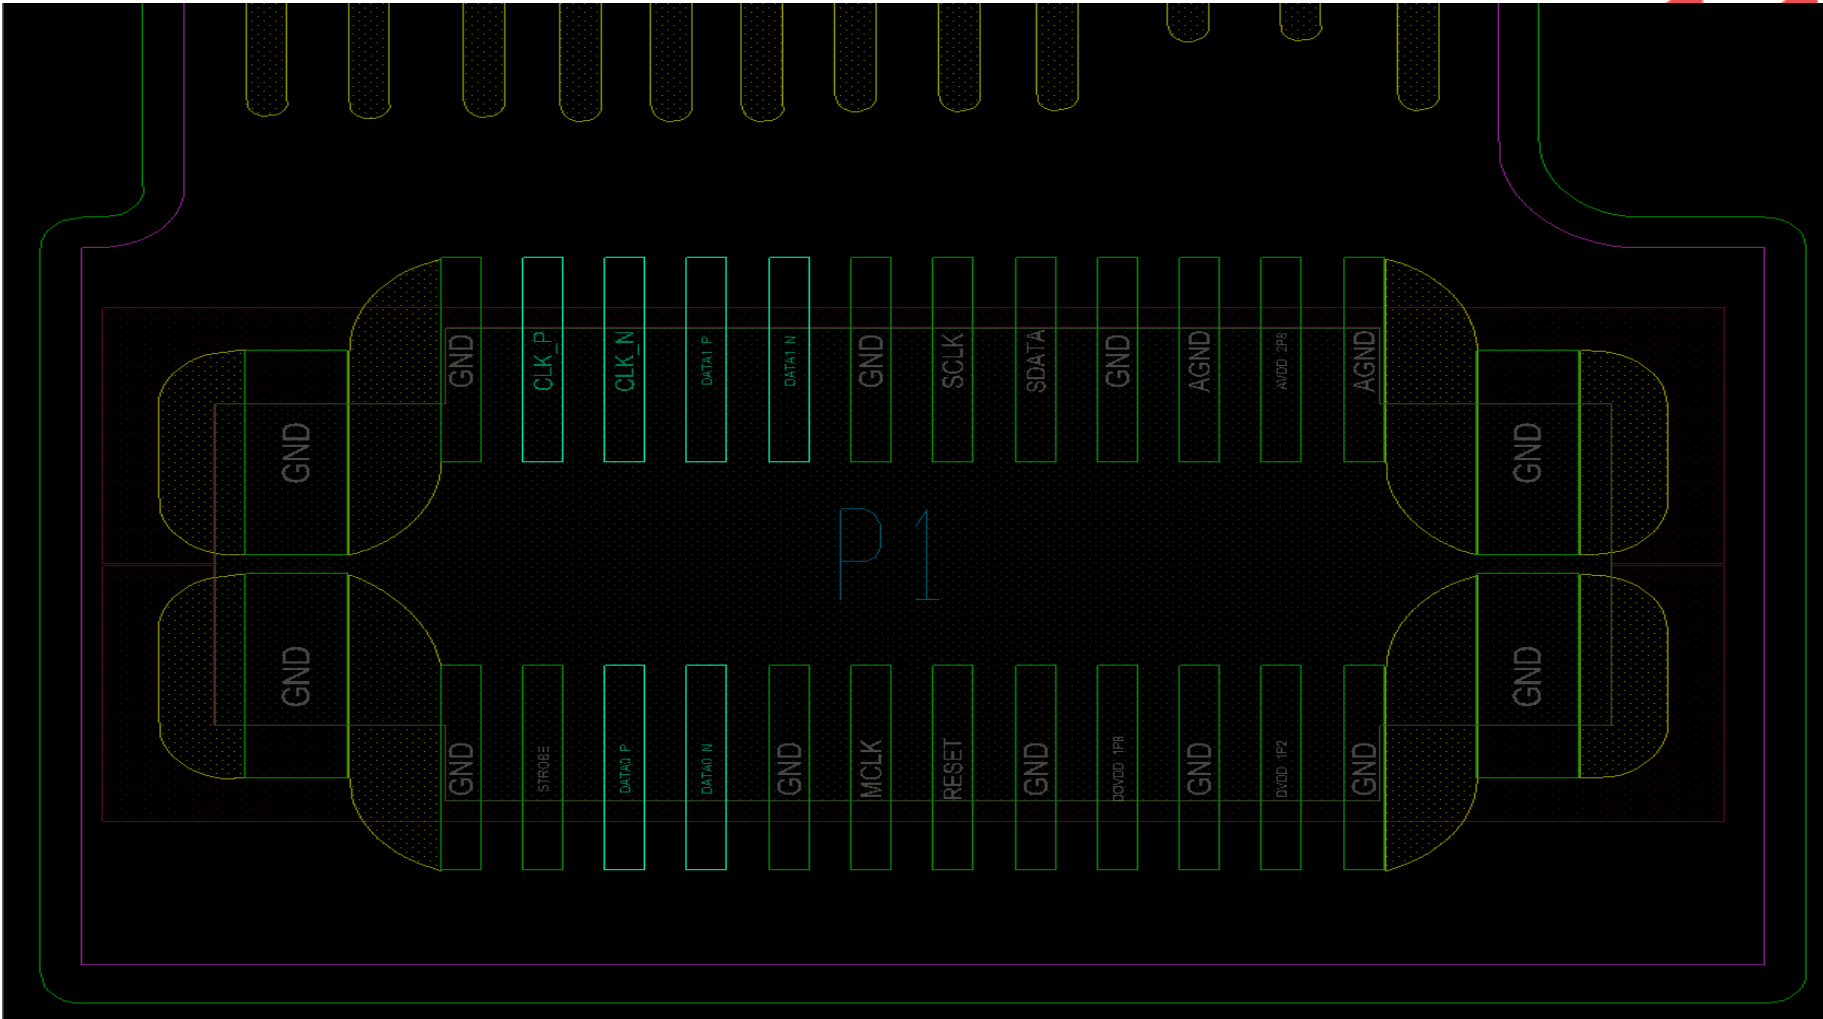 GND CLK_P CLK_N DATA1_P DATA1_N GND SCLK SDATA GND AGND AVDD_2P8 AGND
GND GND
P1
GND GND
GND STROBE DATA0_P DATA0_N GND MCLK RESET GND DOVDD_1P8 GND DVDD_1P2 GND